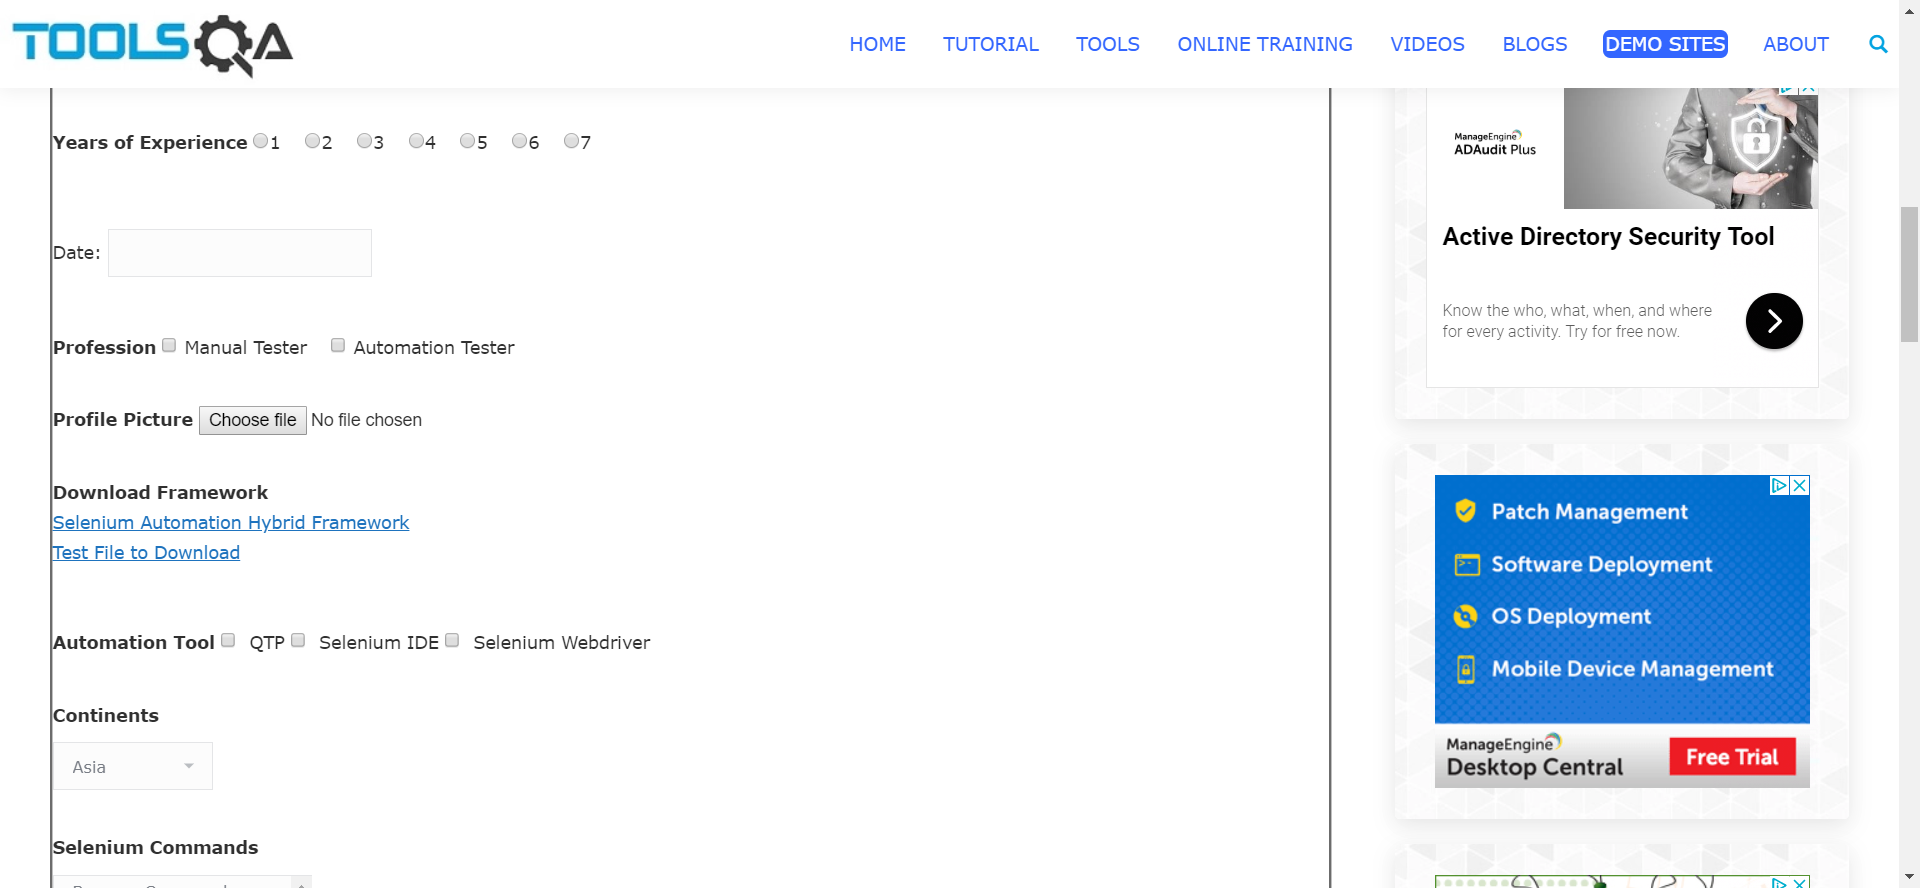 TOOLSQA
HOME TUTORIAL TOOLS ONLINE TRAINING VIDEOS BLOGS DEMO SITES ABOUT
Years of Experience 1 2 3 4 5 6 7
Date:
Profession Manual Tester Automation Tester
Profile Picture Choose file No file chosen
Download Framework
Selenium Automation Hybrid Framework
Test File to Download
Automation Tool QTP Selenium IDE Selenium Webdriver
Continents
Asia
Selenium Commands
ManageEngine
ADAudit Plus
Active Directory Security Tool
Know the who, what, when, and where
for every activity. Try for free now.
Patch Management
Software Deployment
OS Deployment
Mobile Device Management
ManageEngine
Desktop Central
Free Trial